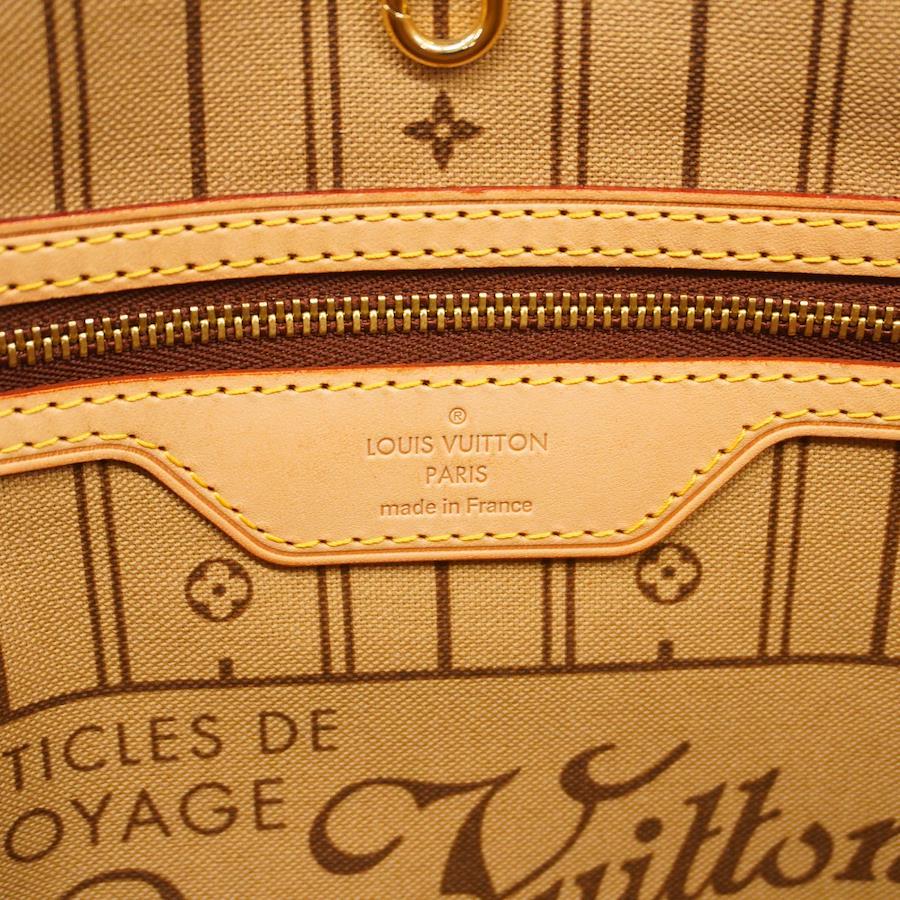 ®
LOUIS VUITTON
PARIS
made in France
TICLES DE
OYAGE
Vuitton